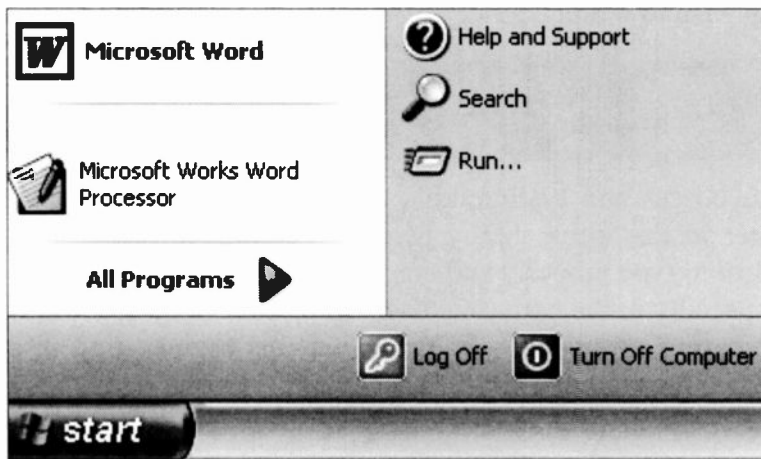 Microsoft Word
Microsoft Works Word
Processor
All Programs
Help and Support
Search
Run...
Log Off
Turn Off Computer
start